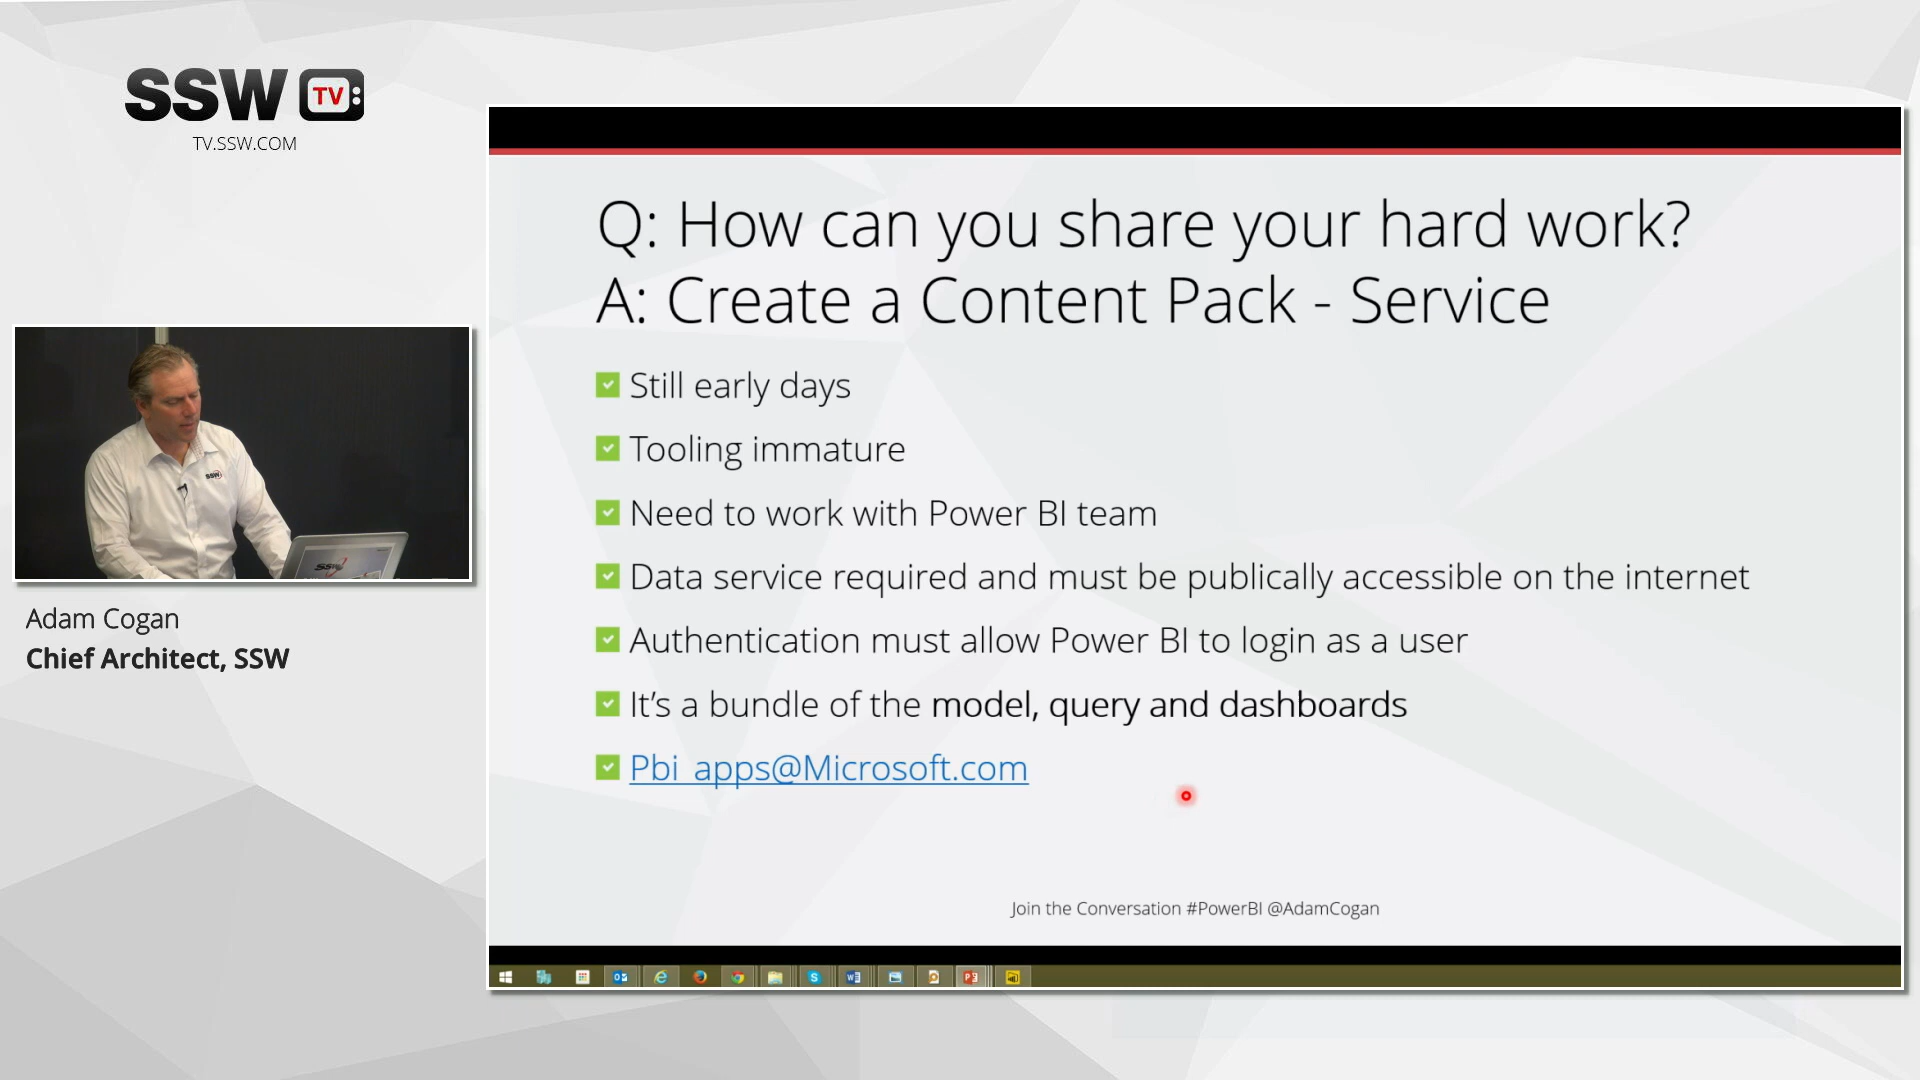 SSW TV
TV.SSW.COM
Q: How can you share your hard work?
A: Create a Content Pack - Service
Still early days
Tooling immature
Need to work with Power BI team
Data service required and must be publically accessible on the internet
Authentication must allow Power BI to login as a user
It's a bundle of the model, query and dashboards
Pbi_apps@Microsoft.com
Join the Conversation #PowerBI @AdamCogan
SSW
SSW
Adam Cogan
Chief Architect, SSW